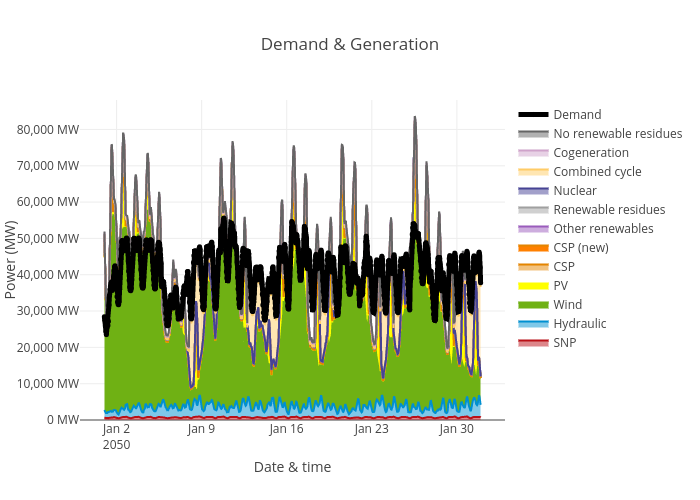 Demand & Generation
80,000 MW
70,000 MW
60,000 MW
50,000 MW
40,000 MW
30,000 MW
20,000 MW
10,000 MW
0 MW
Power (MW)
Jan 2
2050
Jan 9
Jan 16
Jan 23
Jan 30
Date & time
Demand
No renewable residues
Cogeneration
Combined cycle
Nuclear
Renewable residues
Other renewables
CSP (new)
CSP
PV
Wind
Hydraulic
SNP